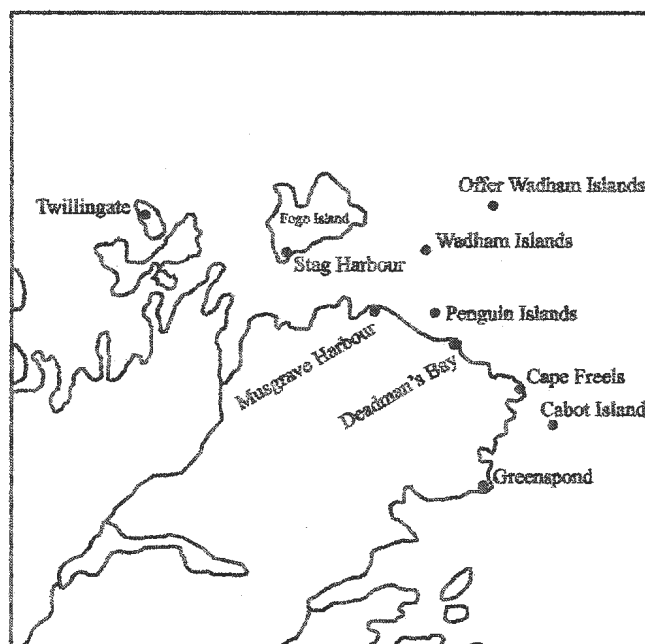 Offer Wadham Islands
Twillingate
Fogo Island
Wadham Islands
Stag Harbour
Penguin Islands
Musgrave Harbour
Deadman's Bay
Cape Freels
Cabot Island
Greenspond